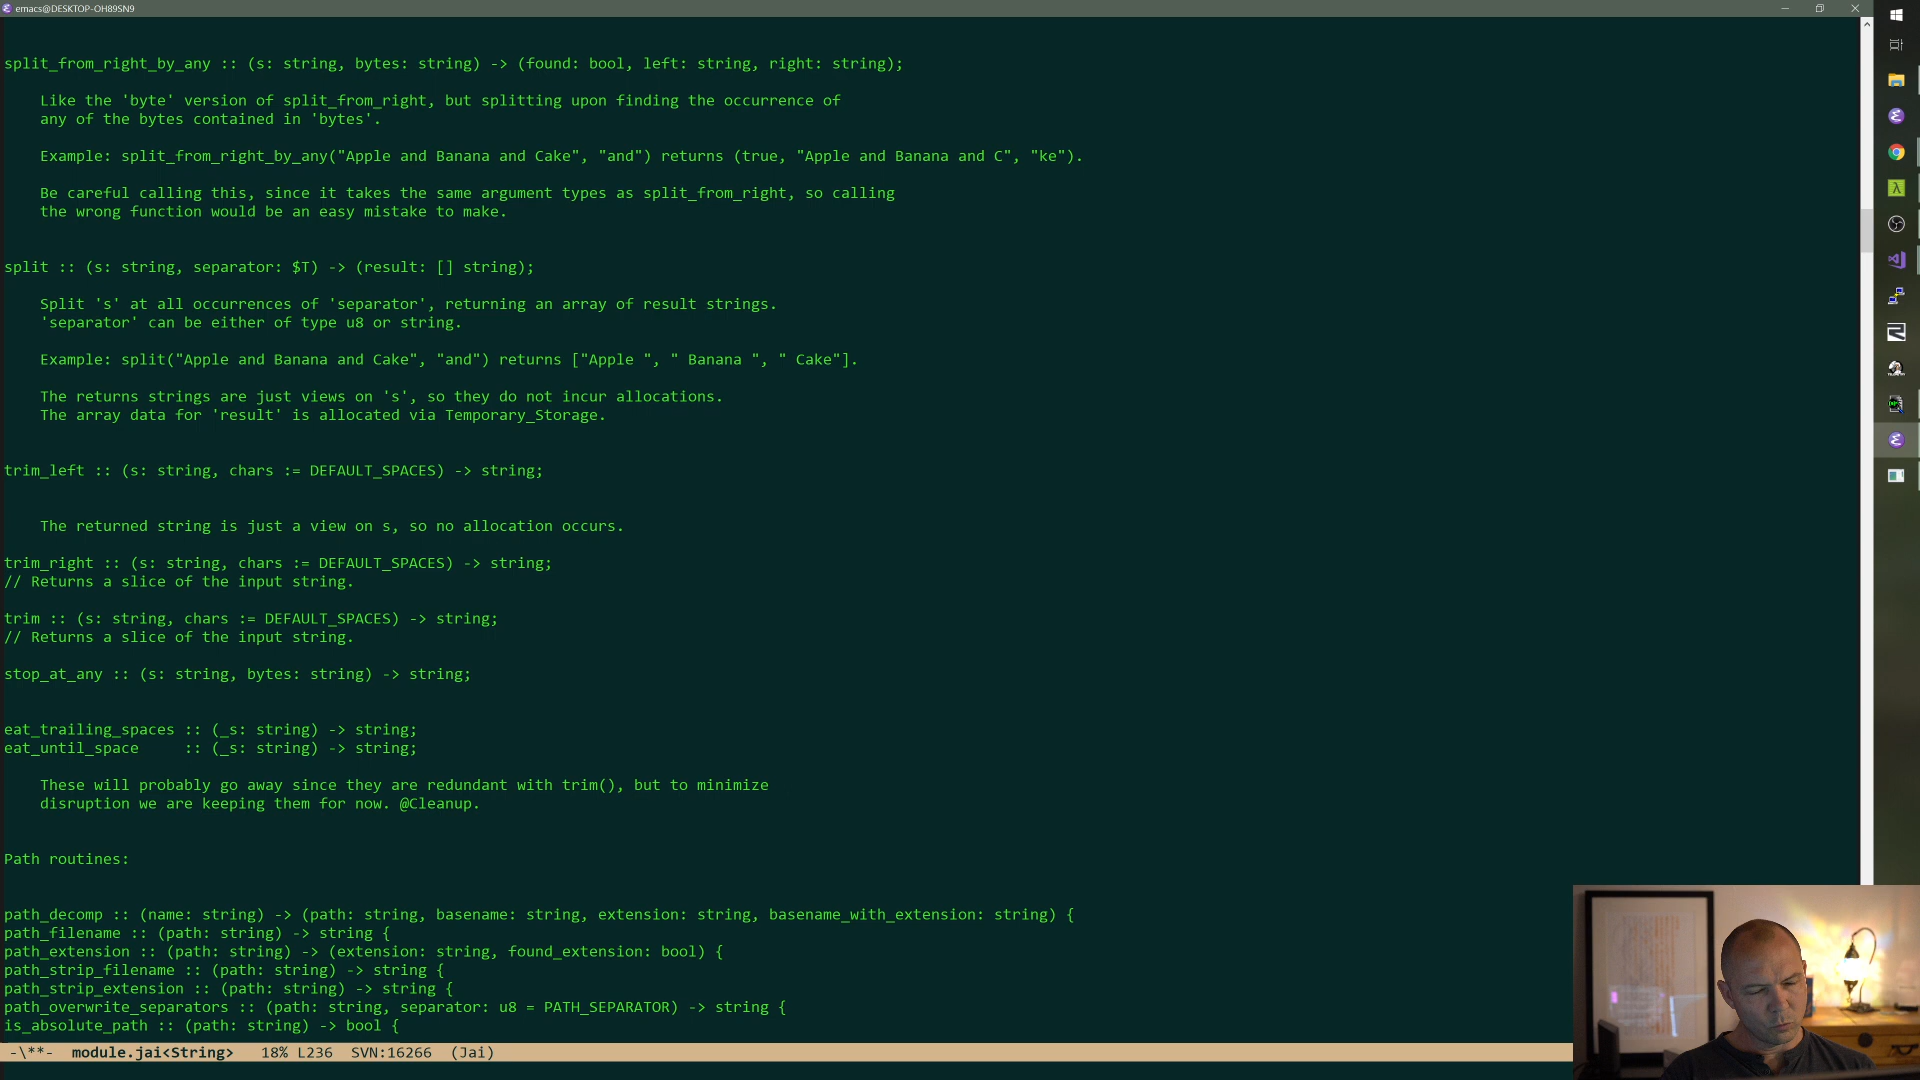 emacs@DESKTOP-OH89SN9
split_from_right_by_any :: (s: string, bytes: string) -> (found: bool, left: string, right: string);
Like the 'byte' version of split_from_right, but splitting upon finding the occurrence of
any of the bytes contained in 'bytes'.
Example: split_from_right_by_any("Apple and Banana and Cake", "and") returns (true, "Apple and Banana and C", "ke").
Be careful calling this, since it takes the same argument types as split_from_right, so calling
the wrong function would be an easy mistake to make.
split :: (s: string, separator: $T) -> (result: [] string);
Split 's' at all occurrences of 'separator', returning an array of result strings.
'separator' can be either of type u8 or string.
Example: split("Apple and Banana and Cake", "and") returns ["Apple ", " Banana ", " Cake"].
The returns strings are just views on 's', so they do not incur allocations.
The array data for 'result' is allocated via Temporary_Storage.
trim_left :: (s: string, chars := DEFAULT_SPACES) -> string;
The returned string is just a view on s, so no allocation occurs.
trim_right :: (s: string, chars := DEFAULT_SPACES) -> string;
// Returns a slice of the input string.
trim :: (s: string, chars := DEFAULT_SPACES) -> string;
// Returns a slice of the input string.
stop_at_any :: (s: string, bytes: string) -> string;
eat_trailing_spaces :: (_s: string) -> string;
eat_until_space     :: (_s: string) -> string;
These will probably go away since they are redundant with trim(), but to minimize
disruption we are keeping them for now. @Cleanup.
Path routines:
path_decomp :: (name: string) -> (path: string, basename: string, extension: string, basename_with_extension: string) {
path_filename :: (path: string) -> string {
path_extension :: (path: string) -> (extension: string, found_extension: bool) {
path_strip_filename :: (path: string) -> string {
path_strip_extension :: (path: string) -> string {
path_overwrite_separators :: (path: string, separator: u8 = PATH_SEPARATOR) -> string {
is_absolute_path :: (path: string) -> bool {
-\**-  module.jai<String>   18% L236  SVN:16266  (Jai)